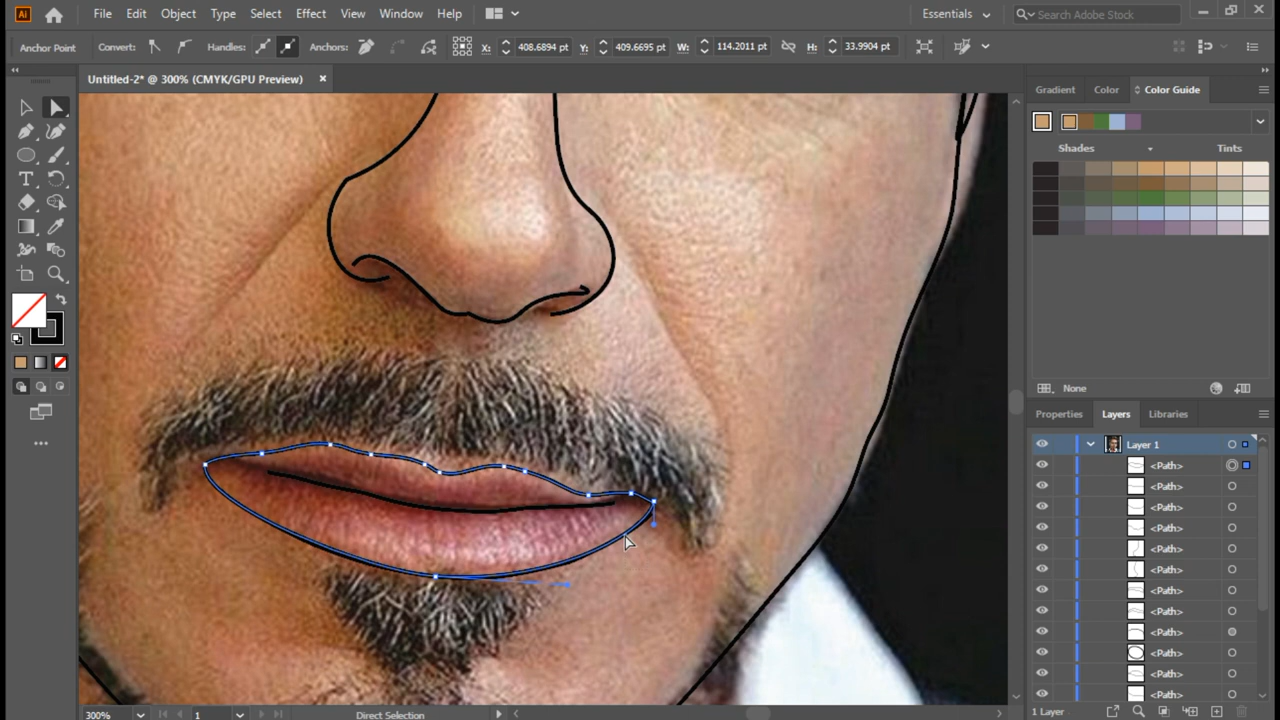 Ai File Edit Object Type Select Effect View Window Help Essentials Search Adobe Stock
Anchor Point Convert: Handles: Anchors: X: 408.6894 pt Y: 409.6695 pt W: 114.2011 pt H: 33.9904 pt
Untitled-2* @ 300% (CMYK/GPU Preview) ×
Gradient Color Color Guide
Shades Tints
None
Properties Layers Libraries
Layer 1
<Path>
<Path>
<Path>
<Path>
<Path>
<Path>
<Path>
<Path>
<Path>
<Path>
<Path>
<Path>
1 Layer
300% 1 Direct Selection